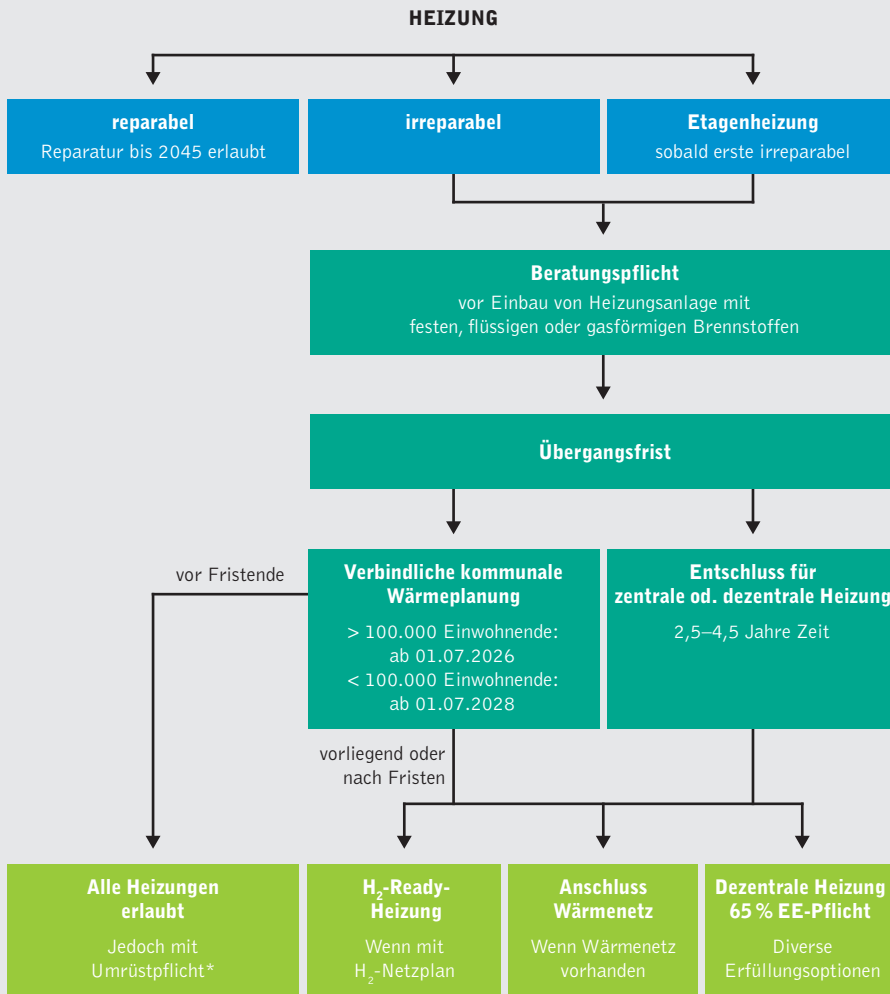 HEIZUNG
reparabel
Reparatur bis 2045 erlaubt
irreparabel
Etagenheizung
sobald erste irreparabel
Beratungspflicht
vor Einbau von Heizungsanlage mit
festen, flüssigen oder gasförmigen Brennstoffen
Übergangsfrist
vor Fristende
Verbindliche kommunale
Wärmeplanung
> 100.000 Einwohnende:
ab 01.07.2026
< 100.000 Einwohnende:
ab 01.07.2028
Entschluss für
zentrale od. dezentrale Heizung
2,5–4,5 Jahre Zeit
vorliegend oder
nach Fristen
Alle Heizungen
erlaubt
Jedoch mit
Umrüstpflicht*
H₂-Ready-
Heizung
Wenn mit
H₂-Netzplan
Anschluss
Wärmenetz
Wenn Wärmenetz
vorhanden
Dezentrale Heizung
65 % EE-Pflicht
Diverse
Erfüllungsoptionen